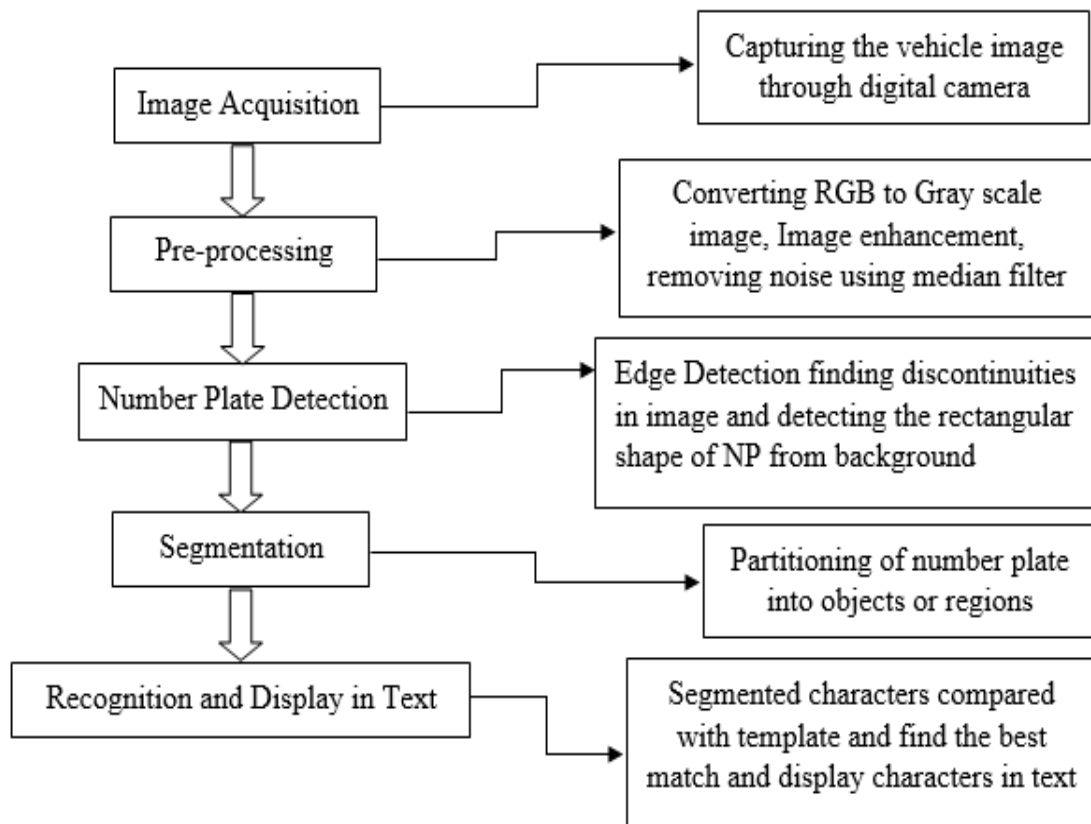 Image Acquisition
Capturing the vehicle image
through digital camera
Pre-processing
Converting RGB to Gray scale
image, Image enhancement,
removing noise using median filter
Number Plate Detection
Edge Detection finding discontinuities
in image and detecting the rectangular
shape of NP from background
Segmentation
Partitioning of number plate
into objects or regions
Recognition and Display in Text
Segmented characters compared
with template and find the best
match and display characters in text